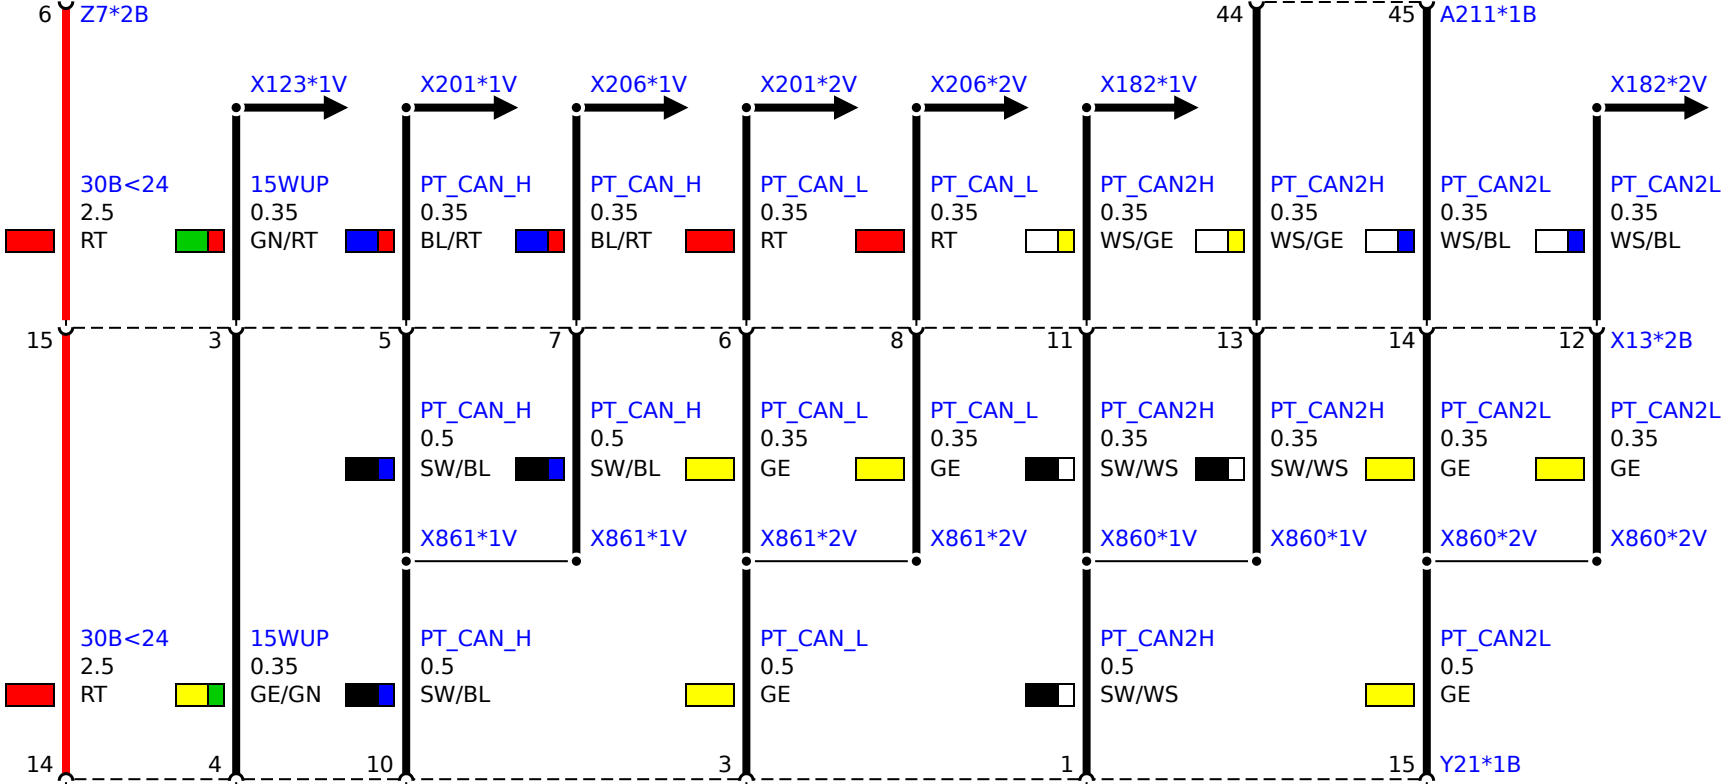 6 Z7*2B 44 45 A211*1B
X123*1V X201*1V X206*1V X201*2V X206*2V X182*1V X182*2V
30B<24 15WUP PT_CAN_H PT_CAN_H PT_CAN_L PT_CAN_L PT_CAN2H PT_CAN2H PT_CAN2L PT_CAN2L
2.5 0.35 0.35 0.35 0.35 0.35 0.35 0.35 0.35 0.35
RT GN/RT BL/RT BL/RT RT RT WS/GE WS/GE WS/BL WS/BL
15 3 5 7 6 8 11 13 14 12 X13*2B
PT_CAN_H PT_CAN_H PT_CAN_L PT_CAN_L PT_CAN2H PT_CAN2H PT_CAN2L PT_CAN2L
0.5 0.5 0.35 0.35 0.35 0.35 0.35 0.35
SW/BL SW/BL GE GE SW/WS SW/WS GE GE
X861*1V X861*1V X861*2V X861*2V X860*1V X860*1V X860*2V X860*2V
30B<24 15WUP PT_CAN_H PT_CAN_L PT_CAN2H PT_CAN2L
2.5 0.35 0.5 0.5 0.5 0.5
RT GE/GN SW/BL GE SW/WS GE
14 4 10 3 1 15 Y21*1B